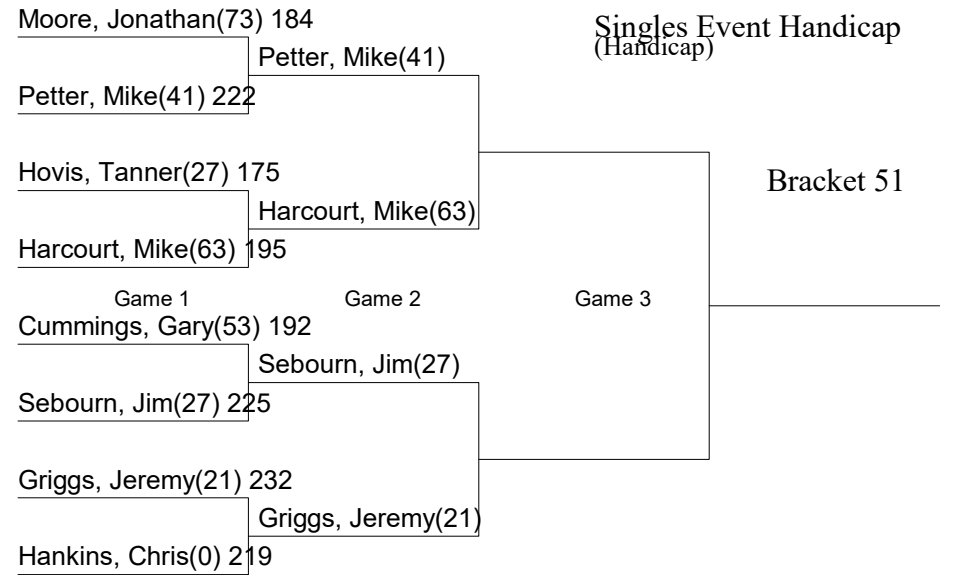 Moore, Jonathan(73) 184
Singles Event Handicap
(Handicap)
Petter, Mike(41)
Petter, Mike(41) 222
Hovis, Tanner(27) 175
Bracket 51
Harcourt, Mike(63)
Harcourt, Mike(63) 195
Game 1 Game 2 Game 3
Cummings, Gary(53) 192
Sebourn, Jim(27)
Sebourn, Jim(27) 225
Griggs, Jeremy(21) 232
Griggs, Jeremy(21)
Hankins, Chris(0) 219